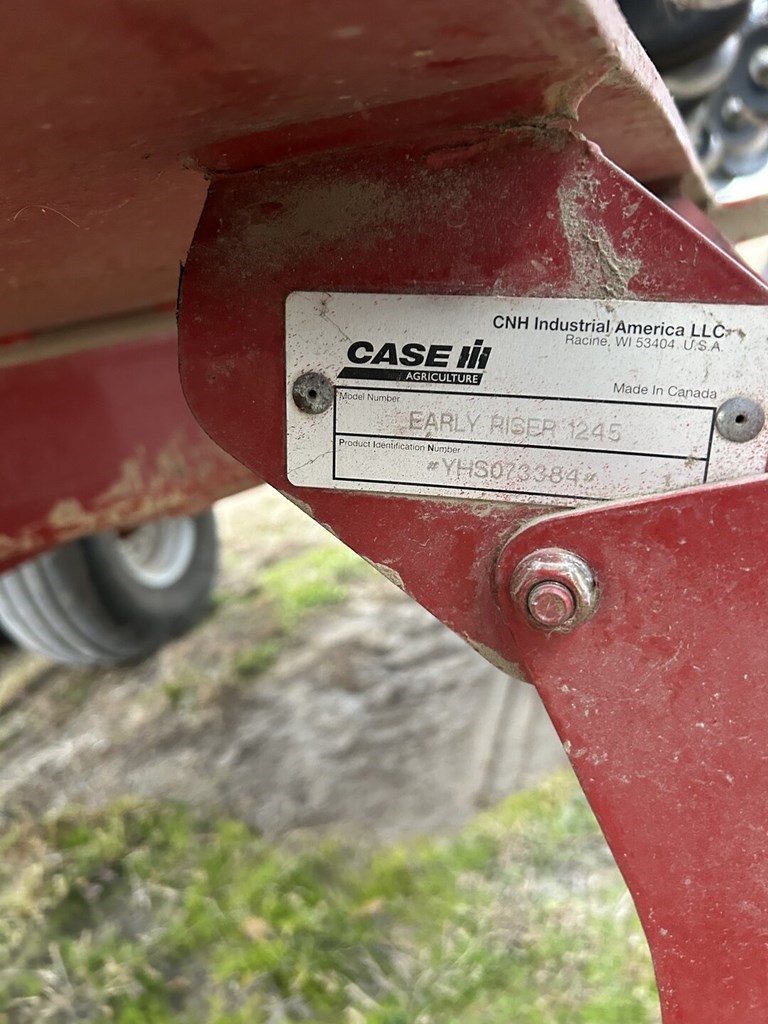 CNH Industrial America LLC
Racine, WI 53404 U.S.A.
CASE IH
AGRICULTURE
Made In Canada
Model Number
EARLY RISER 1245
Product Identification Number
*YHS073384*